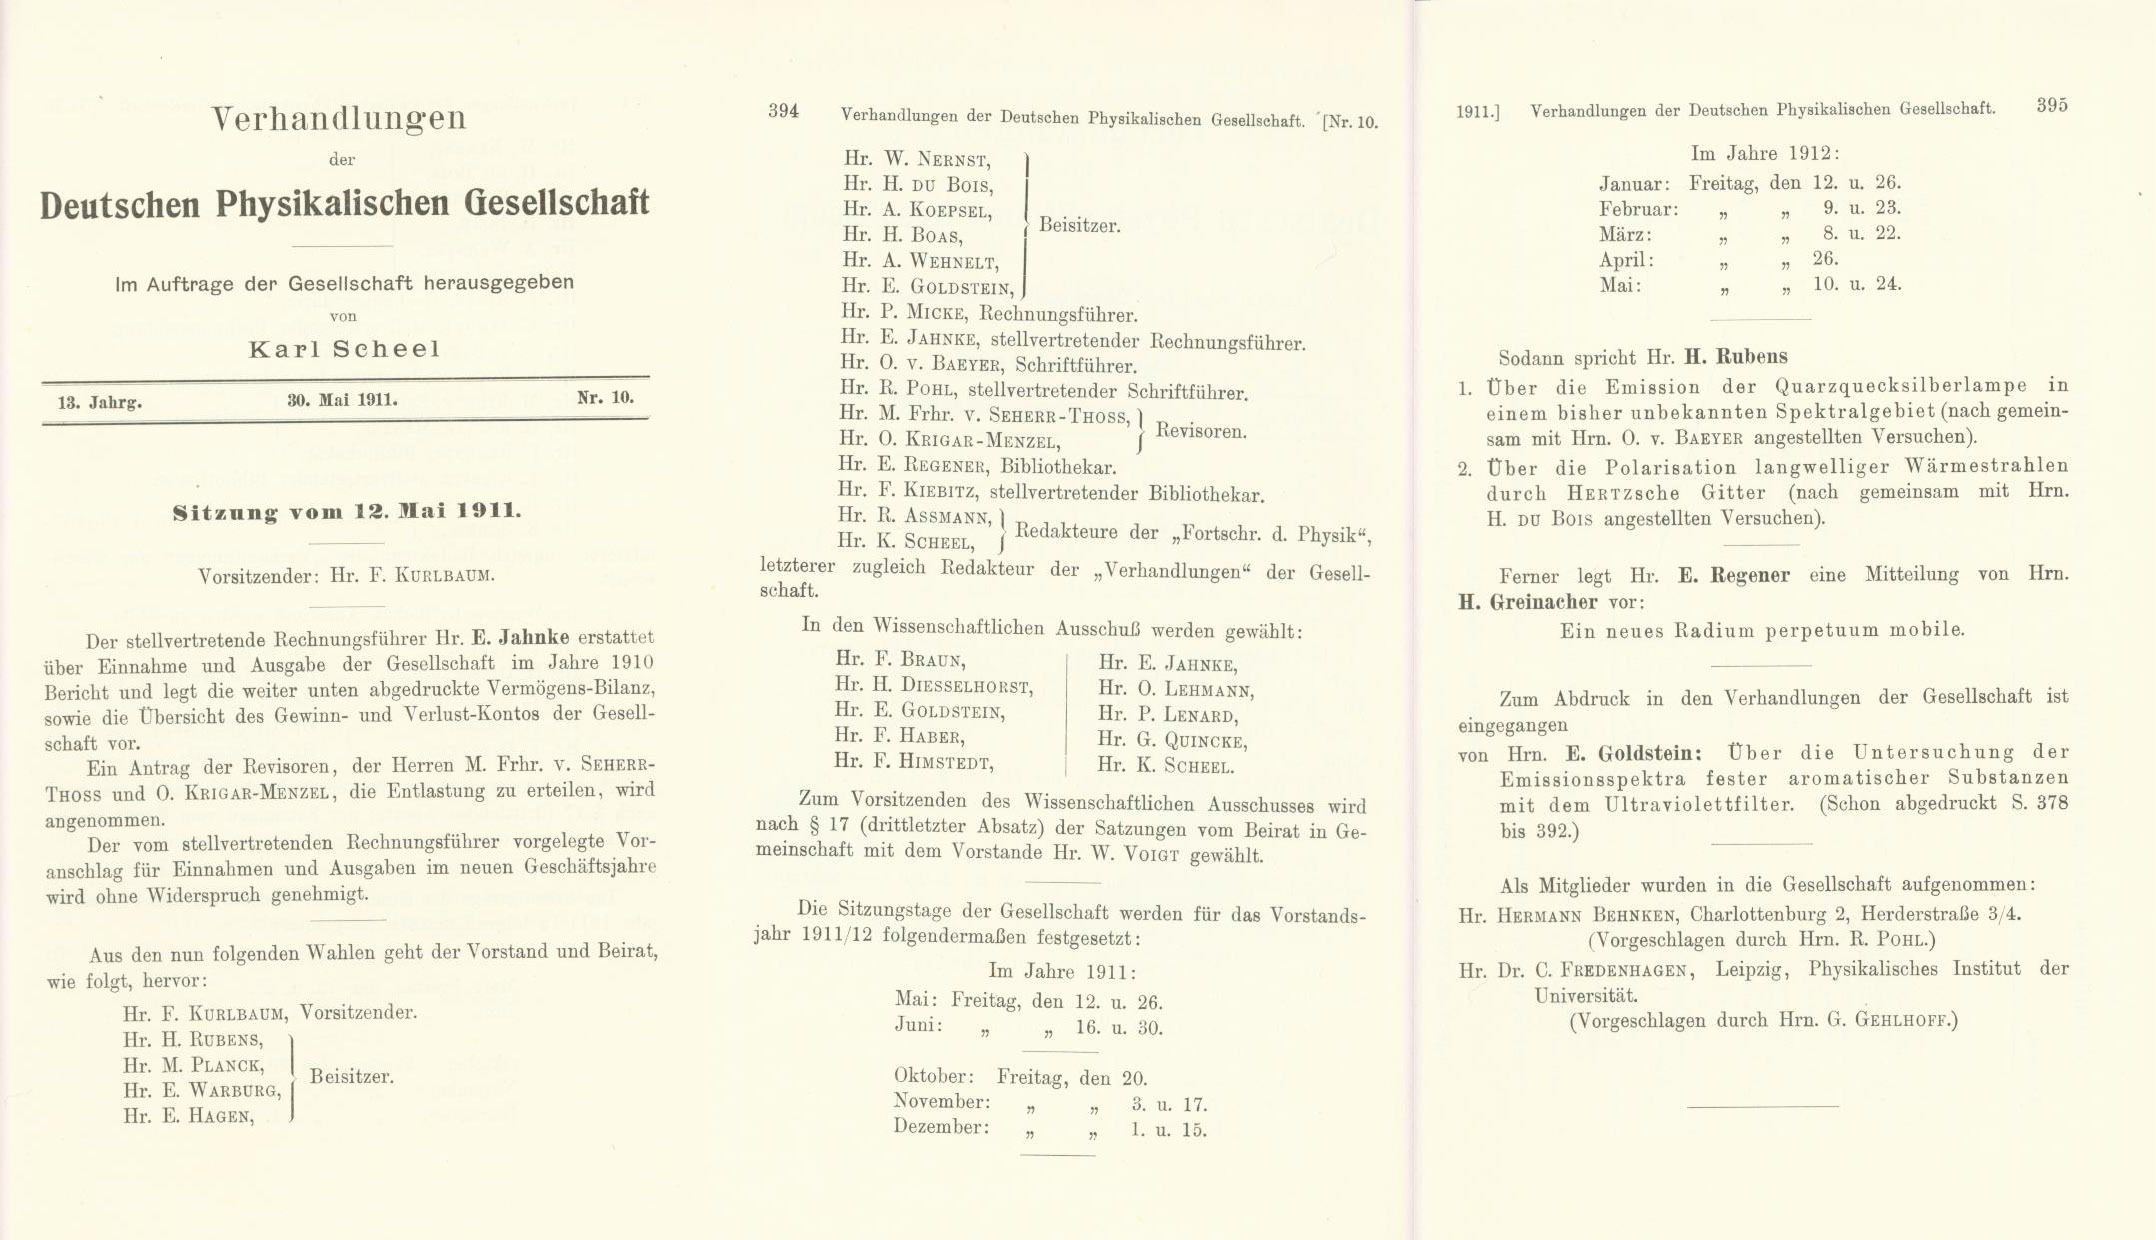 Verhandlungen
der
Deutschen Physikalischen Gesellschaft
Im Auftrage der Gesellschaft herausgegeben
von
Karl Scheel
13. Jahrg. 30. Mai 1911. Nr. 10.
Sitzung vom 12. Mai 1911.
Vorsitzender: Hr. F. KURLBAUM.
Der stellvertretende Rechnungsführer Hr. E. Jahnke erstattet
über Einnahme und Ausgabe der Gesellschaft im Jahre 1910
Bericht und legt die weiter unten abgedruckte Vermögens-Bilanz,
sowie die Übersicht des Gewinn- und Verlust-Kontos der Gesell-
schaft vor.
Ein Antrag der Revisoren, der Herren M. Frhr. v. SEHERR-
THOSS und O. KRIGAR-MENZEL, die Entlastung zu erteilen, wird
angenommen.
Der vom stellvertretenden Rechnungsführer vorgelegte Vor-
anschlag für Einnahmen und Ausgaben im neuen Geschäftsjahre
wird ohne Widerspruch genehmigt.
Aus den nun folgenden Wahlen geht der Vorstand und Beirat,
wie folgt, hervor:
Hr. F. KURLBAUM, Vorsitzender.
Hr. H. RUBENS,
Hr. M. PLANCK,
Hr. E. WARBURG,
Hr. E. HAGEN,
Beisitzer.
394 Verhandlungen der Deutschen Physikalischen Gesellschaft. [Nr. 10.
Hr. W. NERNST,
Hr. H. DU BOIS,
Hr. A. KOEPSEL,
Hr. H. BOAS,
Hr. A. WEHNELT,
Hr. E. GOLDSTEIN,
Beisitzer.
Hr. P. MICKE, Rechnungsführer.
Hr. E. JAHNKE, stellvertretender Rechnungsführer.
Hr. O. v. BAEYER, Schriftführer.
Hr. R. POHL, stellvertretender Schriftführer.
Hr. M. Frhr. v. SEHERR-THOSS,
Hr. O. KRIGAR-MENZEL,
Revisoren.
Hr. E. REGENER, Bibliothekar.
Hr. F. KIEBITZ, stellvertretender Bibliothekar.
Hr. R. ASSMANN,
Hr. K. SCHEEL,
Redakteure der „Fortschr. d. Physik“,
letzterer zugleich Redakteur der „Verhandlungen“ der Gesell-
schaft.
In den Wissenschaftlichen Ausschuß werden gewählt:
Hr. F. BRAUN,
Hr. H. DIESSELHORST,
Hr. E. GOLDSTEIN,
Hr. F. HABER,
Hr. F. HIMSTEDT,
Hr. E. JAHNKE,
Hr. O. LEHMANN,
Hr. P. LENARD,
Hr. G. QUINCKE,
Hr. K. SCHEEL.
Zum Vorsitzenden des Wissenschaftlichen Ausschusses wird
nach § 17 (drittletzter Absatz) der Satzungen vom Beirat in Ge-
meinschaft mit dem Vorstande Hr. W. VOIGT gewählt.
Die Sitzungstage der Gesellschaft werden für das Vorstands-
jahr 1911/12 folgendermaßen festgesetzt:
Im Jahre 1911:
Mai: Freitag, den 12. u. 26.
Juni: „ „ 16. u. 30.
Oktober: Freitag, den 20.
November: „ „ 3. u. 17.
Dezember: „ „ 1. u. 15.
1911.] Verhandlungen der Deutschen Physikalischen Gesellschaft. 395
Im Jahre 1912:
Januar: Freitag, den 12. u. 26.
Februar: „ „ 9. u. 23.
März: „ „ 8. u. 22.
April: „ „ 26.
Mai: „ „ 10. u. 24.
Sodann spricht Hr. H. Rubens
1. Über die Emission der Quarzquecksilberlampe in
einem bisher unbekannten Spektralgebiet (nach gemein-
sam mit Hrn. O. v. BAEYER angestellten Versuchen).
2. Über die Polarisation langwelliger Wärmestrahlen
durch HERTZsche Gitter (nach gemeinsam mit Hrn.
H. DU BOIS angestellten Versuchen).
Ferner legt Hr. E. Regener eine Mitteilung von Hrn.
H. Greinacher vor:
Ein neues Radium perpetuum mobile.
Zum Abdruck in den Verhandlungen der Gesellschaft ist
eingegangen
von Hrn. E. Goldstein: Über die Untersuchung der
Emissionsspektra fester aromatischer Substanzen
mit dem Ultraviolettfilter. (Schon abgedruckt S. 378
bis 392.)
Als Mitglieder wurden in die Gesellschaft aufgenommen:
Hr. HERMANN BEHNKEN, Charlottenburg 2, Herderstraße 3/4.
(Vorgeschlagen durch Hrn. R. POHL.)
Hr. Dr. C. FREDENHAGEN, Leipzig, Physikalisches Institut der
Universität.
(Vorgeschlagen durch Hrn. G. GEHLHOFF.)